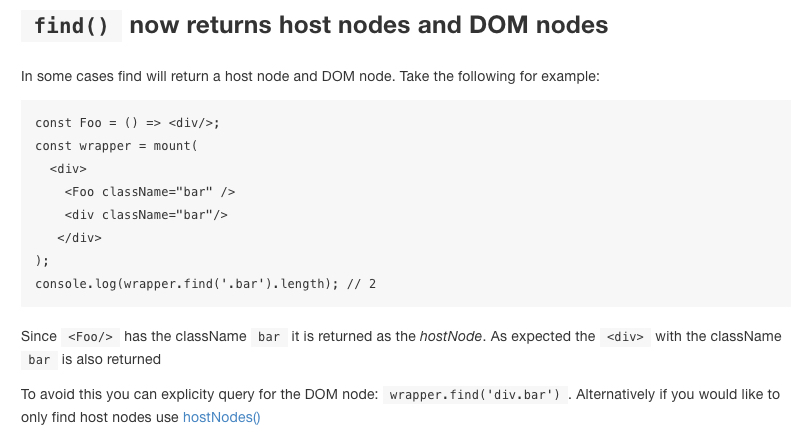 find() now returns host nodes and DOM nodes
In some cases find will return a host node and DOM node. Take the following for example:
const Foo = () => <div/>;
const wrapper = mount(
  <div>
    <Foo className="bar" />
    <div className="bar"/>
   </div>
);
console.log(wrapper.find('.bar').length); // 2
Since <Foo/> has the className bar it is returned as the hostNode. As expected the <div> with the className
bar is also returned
To avoid this you can explicity query for the DOM node: wrapper.find('div.bar') . Alternatively if you would like to
only find host nodes use hostNodes()